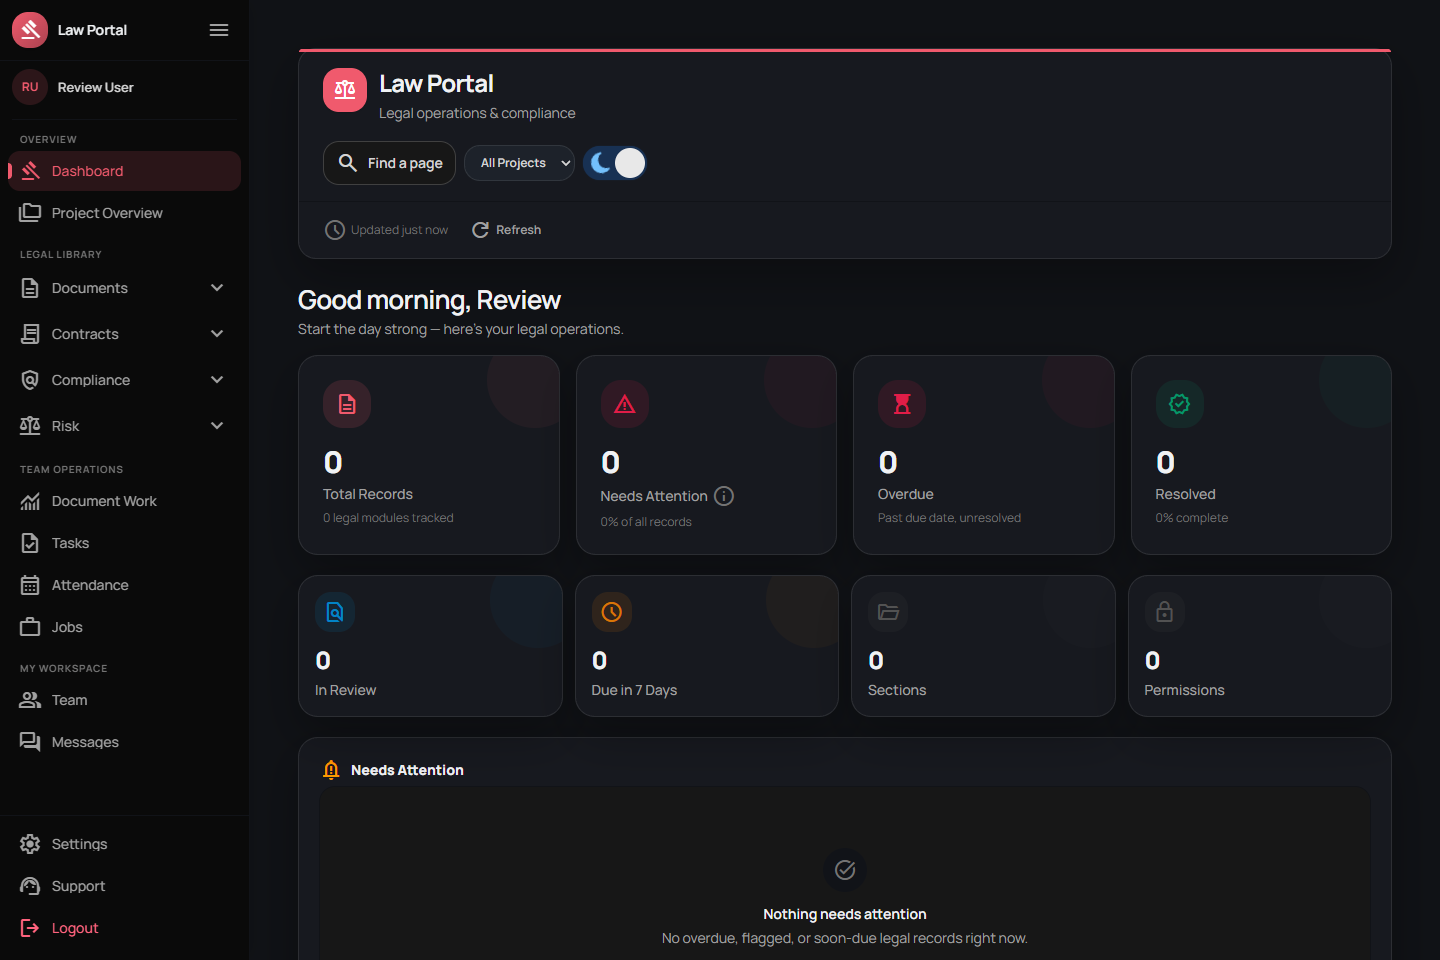 Law Portal
RU
Review User
OVERVIEW
Dashboard
Project Overview
LEGAL LIBRARY
Documents
Contracts
Compliance
Risk
TEAM OPERATIONS
Document Work
Tasks
Attendance
Jobs
MY WORKSPACE
Team
Messages
Settings
Support
Logout
Law Portal
Legal operations & compliance
Find a page
All Projects
Updated just now
Refresh
Good morning, Review
Start the day strong — here's your legal operations.
0
Total Records
0 legal modules tracked
0
Needs Attention
0% of all records
0
Overdue
Past due date, unresolved
0
Resolved
0% complete
0
In Review
0
Due in 7 Days
0
Sections
0
Permissions
Needs Attention
Nothing needs attention
No overdue, flagged, or soon-due legal records right now.